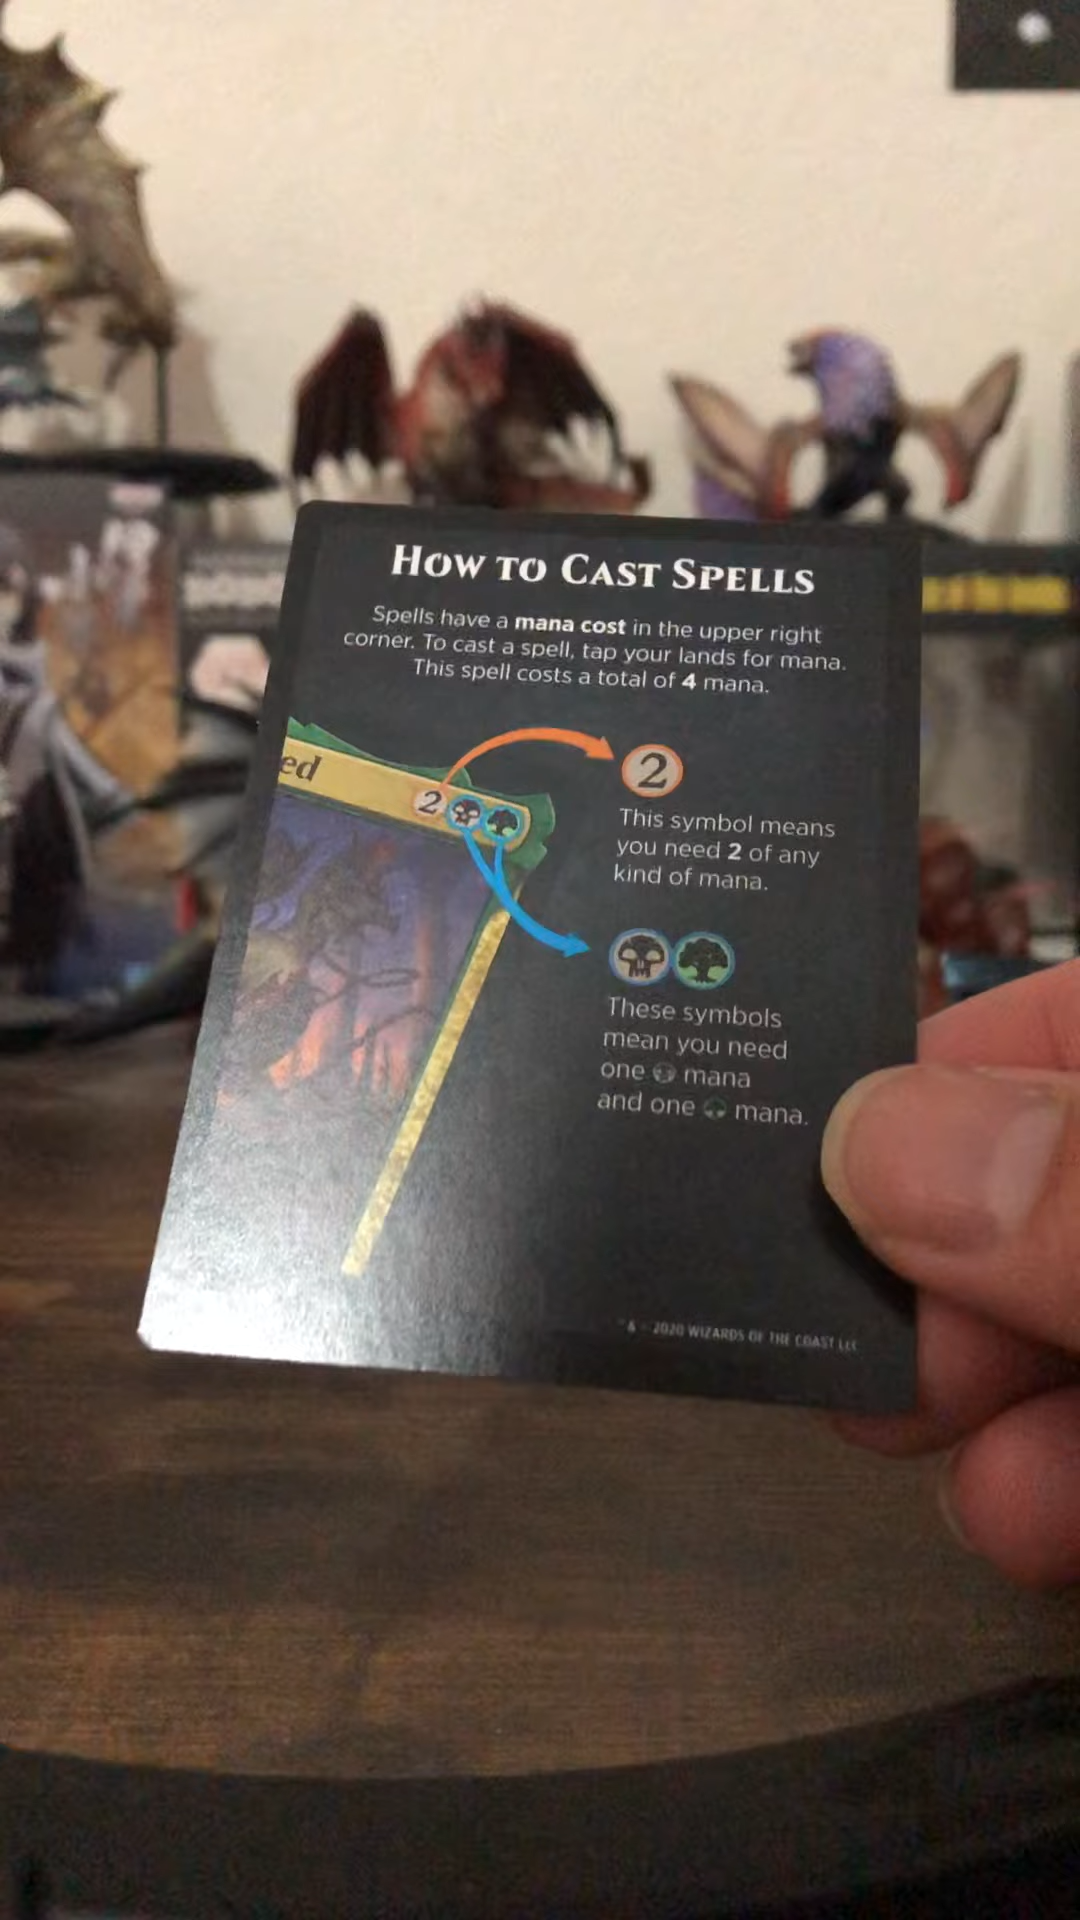 How to Cast Spells
Spells have a mana cost in the upper right
corner. To cast a spell, tap your lands for mana.
This spell costs a total of 4 mana.
ed
2
2
This symbol means
you need 2 of any
kind of mana.
These symbols
mean you need
one mana
and one mana.
& 2020 WIZARDS OF THE COAST LLC